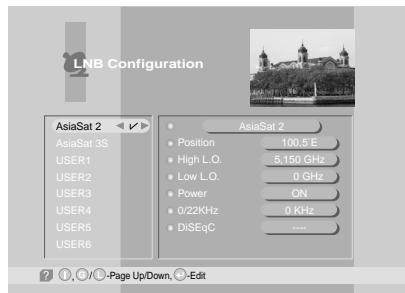 LNB Configuration
AsiaSat 2
AsiaSat 3S
USER1
USER2
USER3
USER4
USER5
USER6
AsiaSat 2
Position 100.5°E
High L.O. 5,150 GHz
Low L.O. 0 GHz
Power ON
0/22KHz 0 KHz
DiSEqC ----
?
-Page Up/Down, -Edit